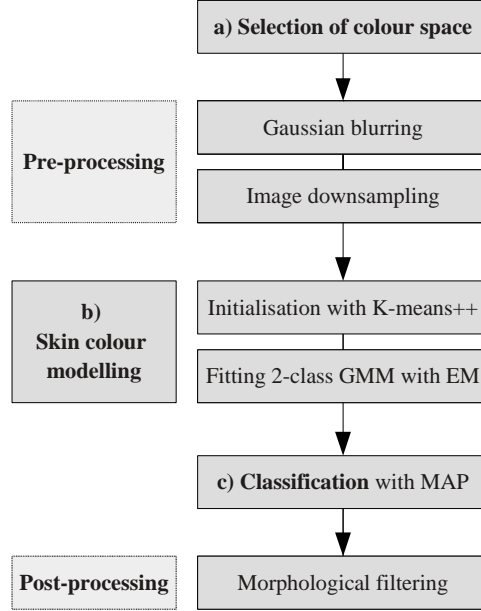 a) Selection of colour space
Gaussian blurring
Pre-processing
Image downsampling
b)
Skin colour
modelling
Initialisation with K-means++
Fitting 2-class GMM with EM
c) Classification with MAP
Post-processing
Morphological filtering